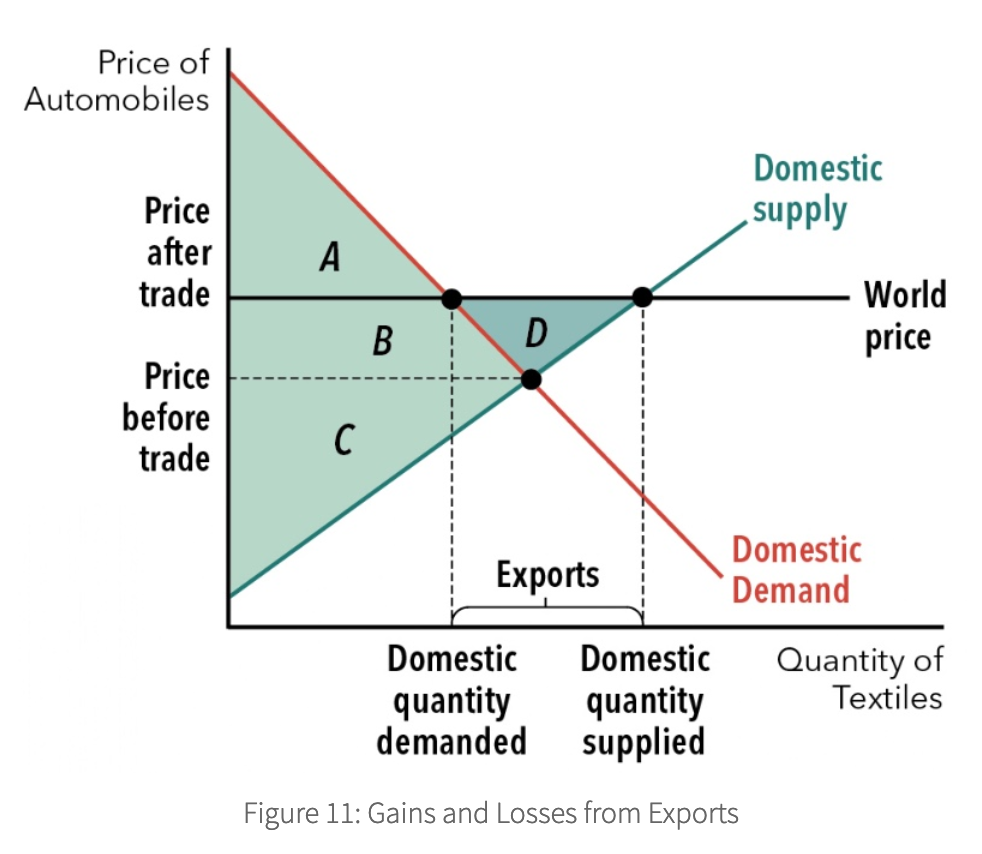 Price of
Automobiles
Domestic
supply
Price
after
trade
A
World
price
B
D
Price
before
trade
C
Domestic
Demand
Exports
Domestic
quantity
demanded
Domestic
quantity
supplied
Quantity of
Textiles
Figure 11: Gains and Losses from Exports